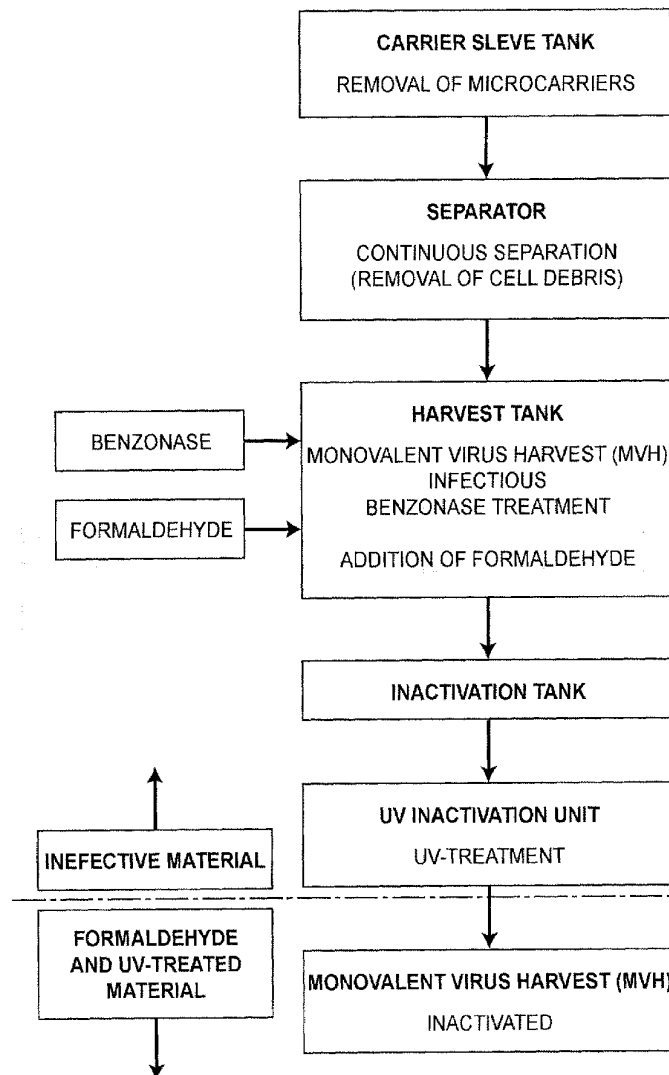 CARRIER SLEVE TANK
REMOVAL OF MICROCARRIERS
SEPARATOR
CONTINUOUS SEPARATION
(REMOVAL OF CELL DEBRIS)
BENZONASE
FORMALDEHYDE
HARVEST TANK
MONOVALENT VIRUS HARVEST (MVH)
INFECTIOUS
BENZONASE TREATMENT
ADDITION OF FORMALDEHYDE
INACTIVATION TANK
UV INACTIVATION UNIT
UV-TREATMENT
INEFECTIVE MATERIAL
FORMALDEHYDE
AND UV-TREATED
MATERIAL
MONOVALENT VIRUS HARVEST (MVH)
INACTIVATED